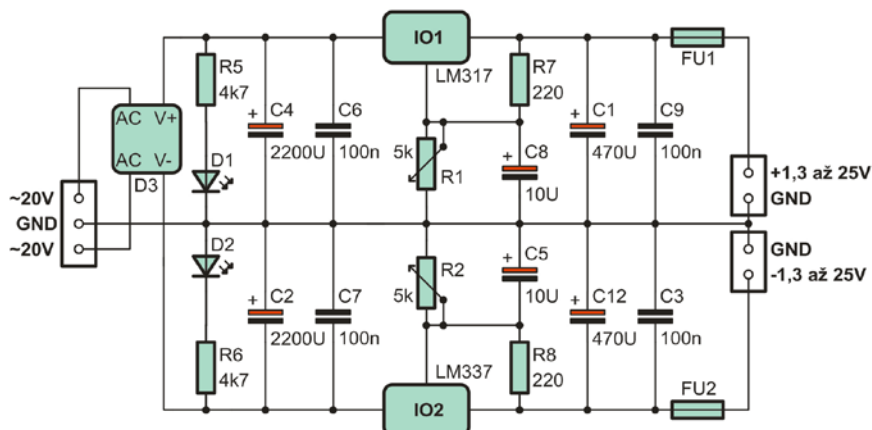 IO1
LM317
R5
4k7
C4
+
2200U
C6
100n
R7
220
C1
+
470U
C9
100n
FU1
AC V+
AC V-
D3
D1
5k
R1
C8
+
10U
+1,3 až 25V
GND
~20V
GND
~20V
D2
R2
5k
C5
+
10U
GND
-1,3 až 25V
C2
+
2200U
C7
100n
C12
+
470U
C3
100n
R6
4k7
LM337
R8
220
IO2
FU2